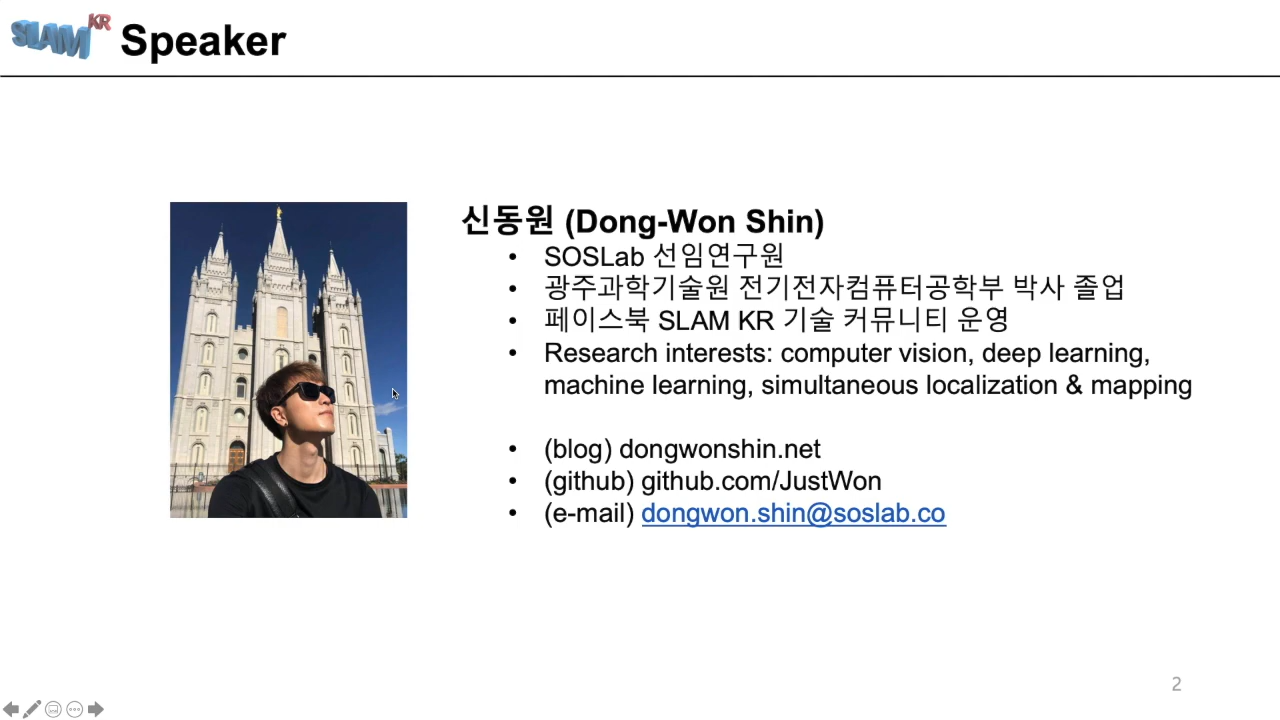 SLAM KR
Speaker
신동원 (Dong-Won Shin)
• SOSLab 선임연구원
• 광주과학기술원 전기전자컴퓨터공학부 박사 졸업
• 페이스북 SLAM KR 기술 커뮤니티 운영
• Research interests: computer vision, deep learning,
machine learning, simultaneous localization & mapping
• (blog) dongwonshin.net
• (github) github.com/JustWon
• (e-mail) dongwon.shin@soslab.co
2